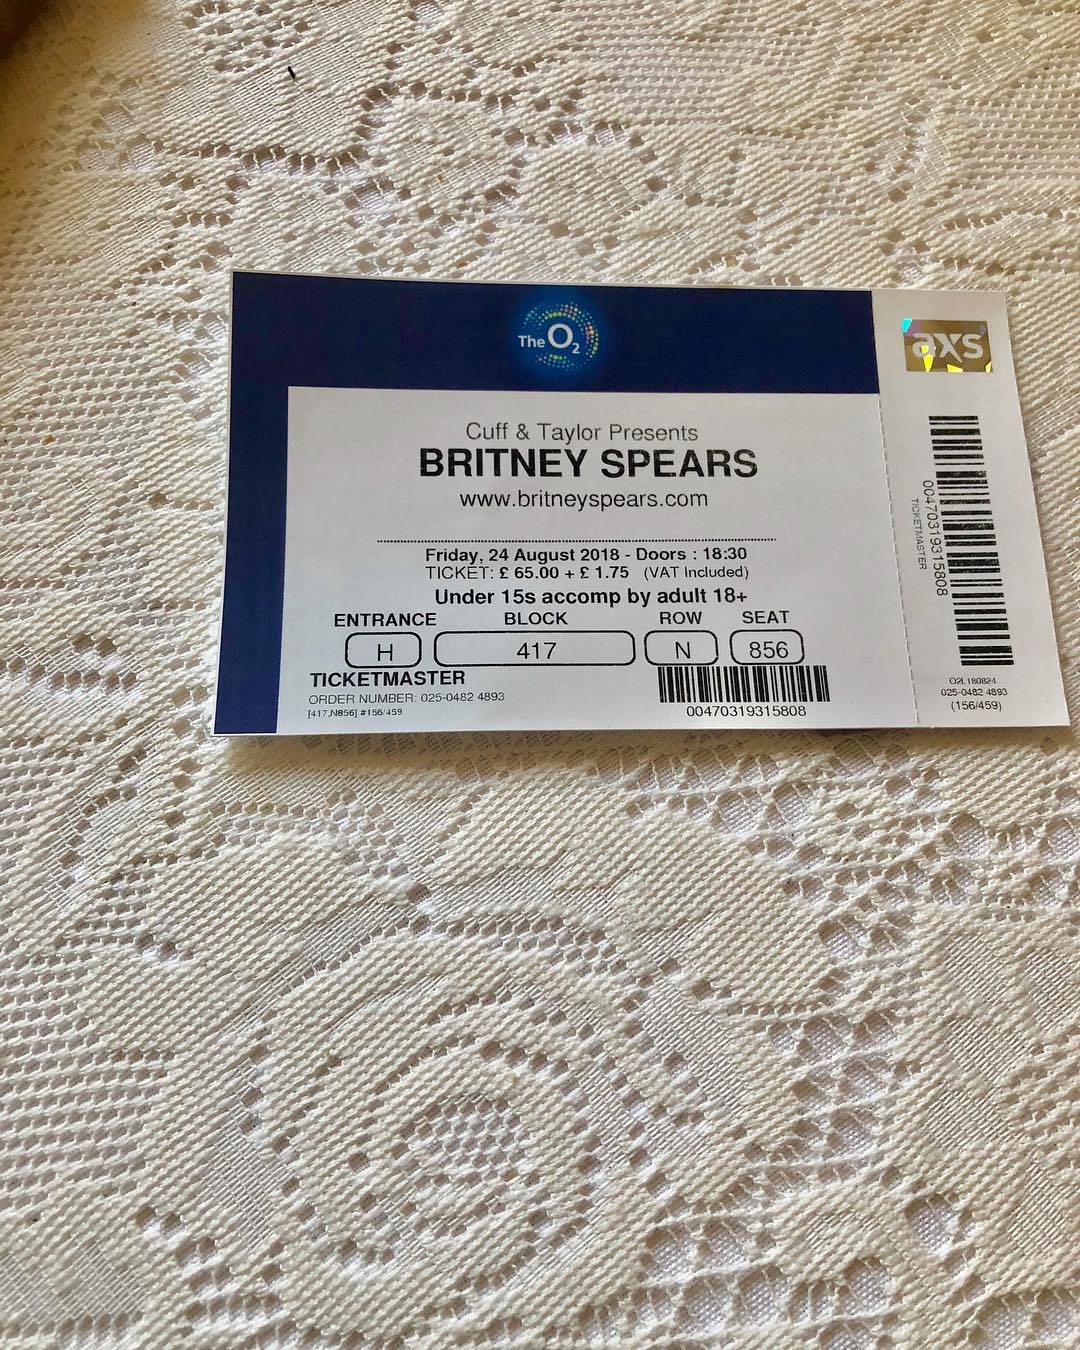 The O2
Cuff & Taylor Presents
BRITNEY SPEARS
www.britneyspears.com
Friday, 24 August 2018 - Doors : 18:30
TICKET: £ 65.00 + £ 1.75 (VAT Included)
Under 15s accomp by adult 18+
ENTRANCE BLOCK ROW SEAT
H 417 N 856
TICKETMASTER
ORDER NUMBER: 025-0482 4893
[417,N856] #156/459
00470319315808
axs
00470319315808
TICKETMASTER
O2L180824
025-0482 4893
(156/459)